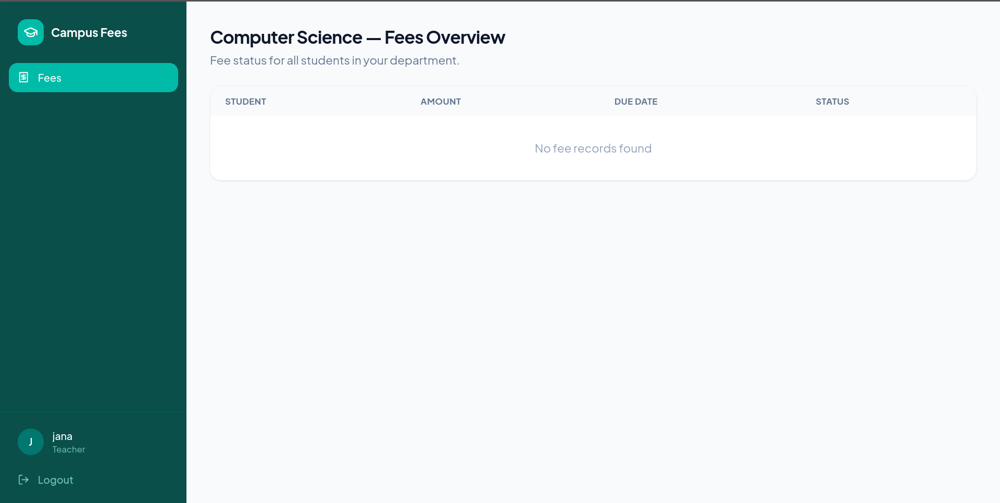 Campus Fees
Fees
Computer Science — Fees Overview
Fee status for all students in your department.
STUDENT AMOUNT DUE DATE STATUS
No fee records found
J
jana
Teacher
Logout